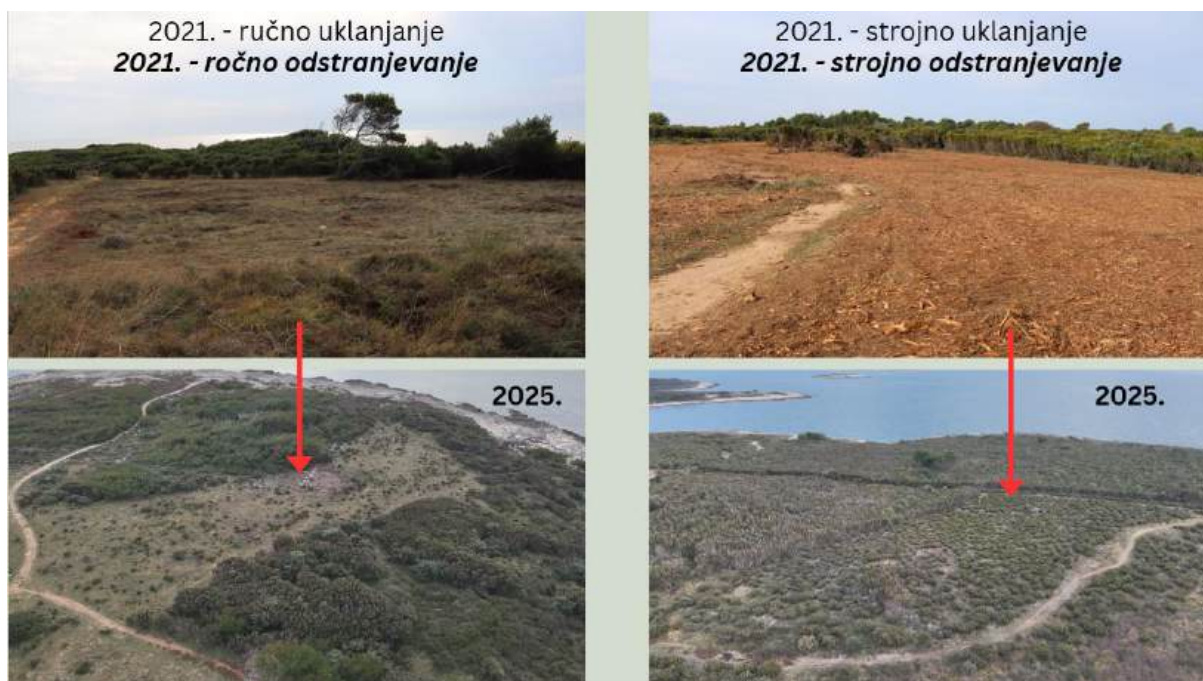 2021. - ručno uklanjanje
2021. - ročno odstranjevanje
2021. - strojno uklanjanje
2021. - strojno odstranjevanje
2025.
2025.